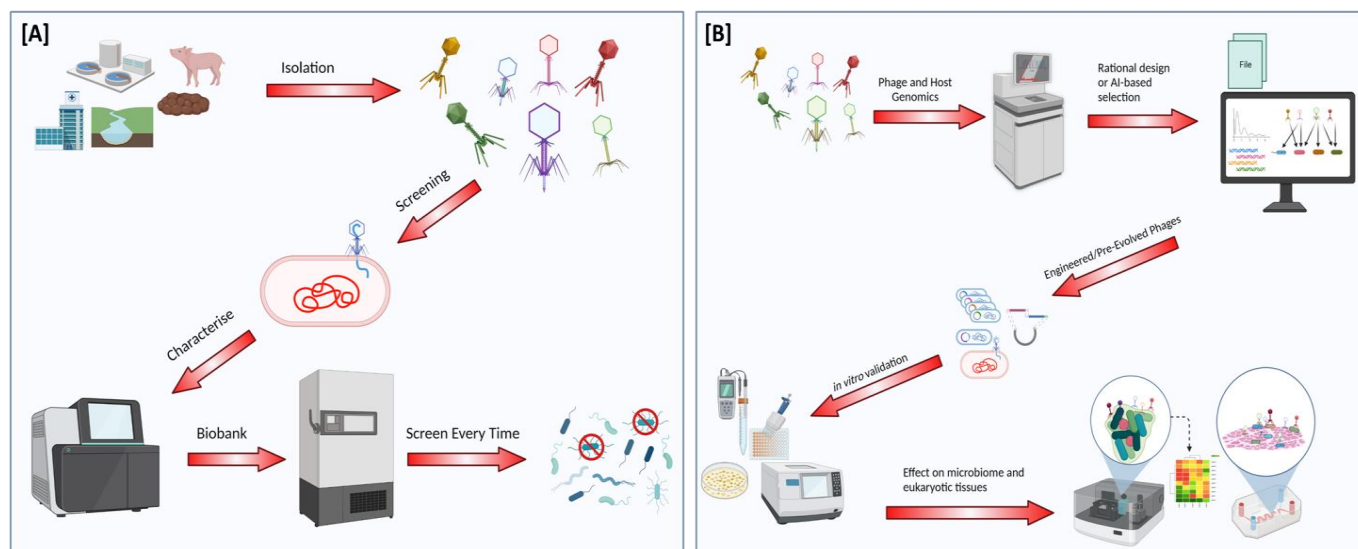 [A]
Isolation
Screening
Characterise
Biobank
Screen Every Time
[B]
Phage and Host
Genomics
Rational design
or AI-based
selection
File
Engineered/Pre-Evolved Phages
in vitro validation
Effect on microbiome and
eukaryotic tissues